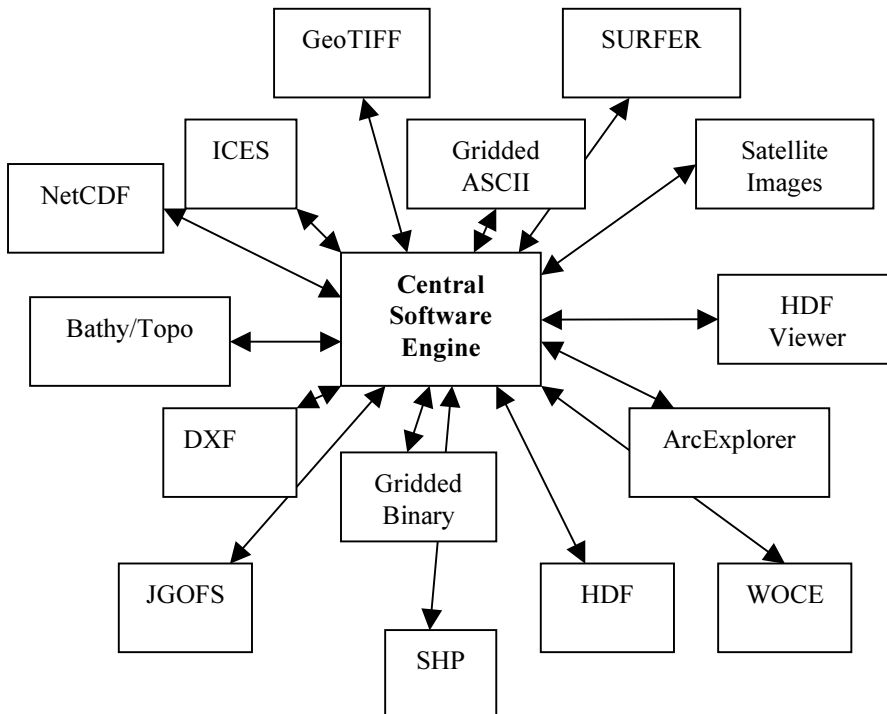 GeoTIFF
SURFER
ICES
Gridded
ASCII
Satellite
Images
NetCDF
Central
Software
Engine
HDF
Viewer
Bathy/Topo
DXF
ArcExplorer
Gridded
Binary
JGOFS
HDF
WOCE
SHP